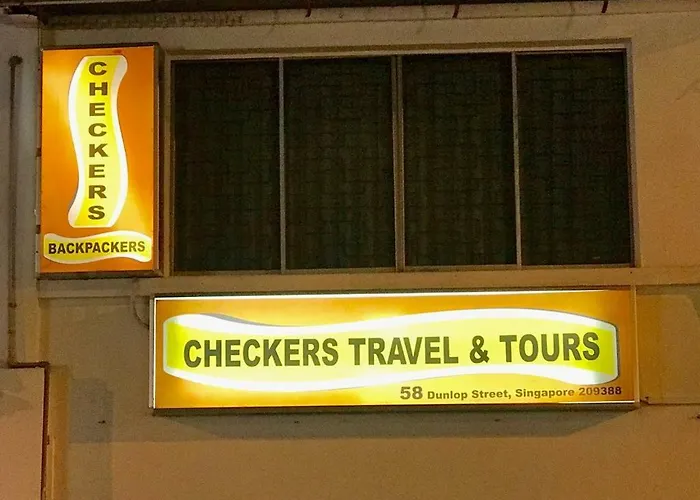 CHECKERS
BACKPACKERS
CHECKERS TRAVEL & TOURS
58 Dunlop Street, Singapore 209388